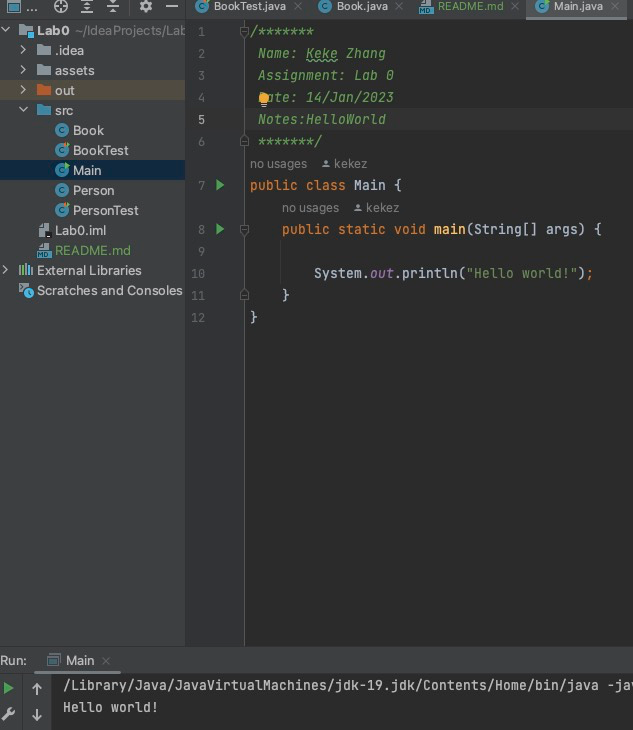 ... BookTest.java Book.java README.md Main.java
Lab0 ~/IdeaProjects/Lab
.idea
assets
out
src
Book
BookTest
Main
Person
PersonTest
Lab0.iml
README.md
External Libraries
Scratches and Consoles
1 /*******
2 Name: Keke Zhang
3 Assignment: Lab 0
4 Date: 14/Jan/2023
5 Notes:HelloWorld
6 *******/
no usages kekez
7 public class Main {
no usages kekez
8 public static void main(String[] args) {
9
10 System.out.println("Hello world!");
11 }
12 }
Run: Main
/Library/Java/JavaVirtualMachines/jdk-19.jdk/Contents/Home/bin/java -jav
Hello world!